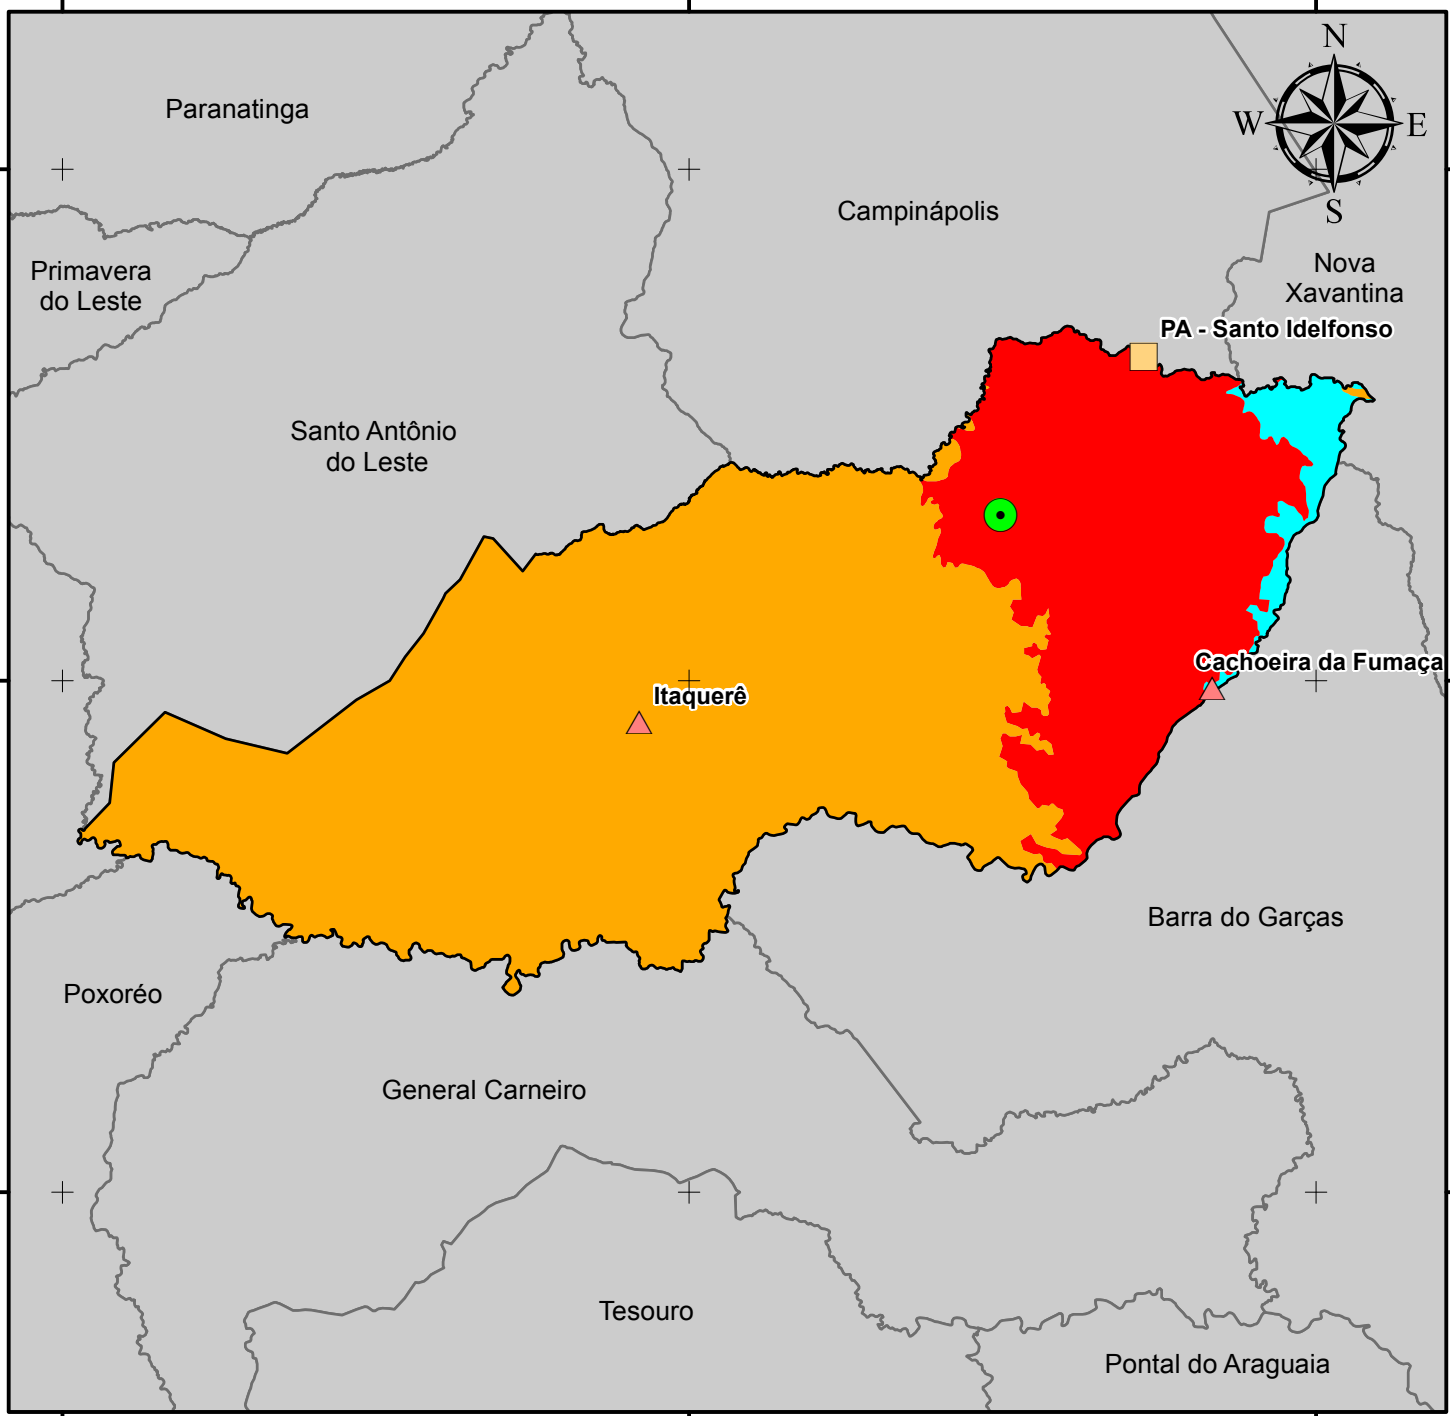 N
W
E
S
Paranatinga
Campinápolis
Primavera
do Leste
Nova
Xavantina
PA - Santo Idelfonso
Santo Antônio
do Leste
Cachoeira da Fumaça
Itaquerê
Barra do Garças
Poxoréo
General Carneiro
Tesouro
Pontal do Araguaia